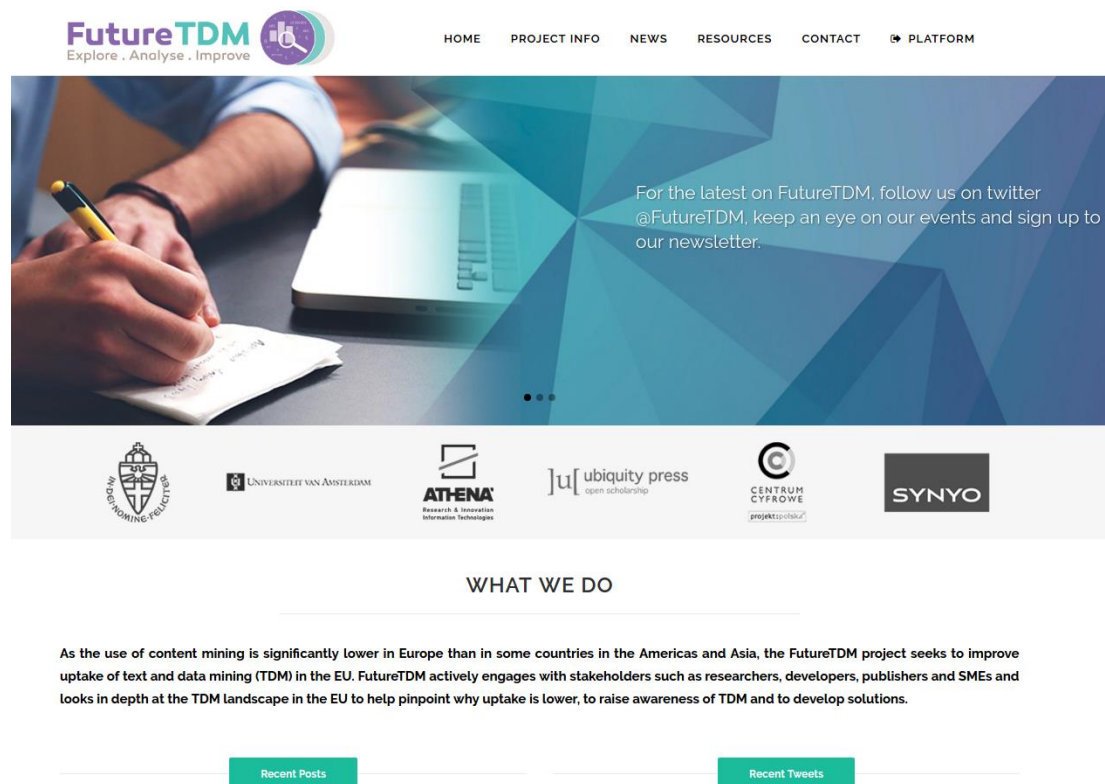 FutureTDM
Explore . Analyse . Improve
HOME PROJECT INFO NEWS RESOURCES CONTACT PLATFORM
For the latest on FutureTDM, follow us on twitter
@FutureTDM, keep an eye on our events and sign up to
our newsletter.
IN·DEI·NOMINE·FELICITER
UNIVERSITEIT VAN AMSTERDAM
ATHENA
Research & Innovation
Information Technologies
]u[ ubiquity press
open scholarship
CENTRUM
CYFROWE
projekt:polska
SYNYO
WHAT WE DO
As the use of content mining is significantly lower in Europe than in some countries in the Americas and Asia, the FutureTDM project seeks to improve
uptake of text and data mining (TDM) in the EU. FutureTDM actively engages with stakeholders such as researchers, developers, publishers and SMEs and
looks in depth at the TDM landscape in the EU to help pinpoint why uptake is lower, to raise awareness of TDM and to develop solutions.
Recent Posts Recent Tweets